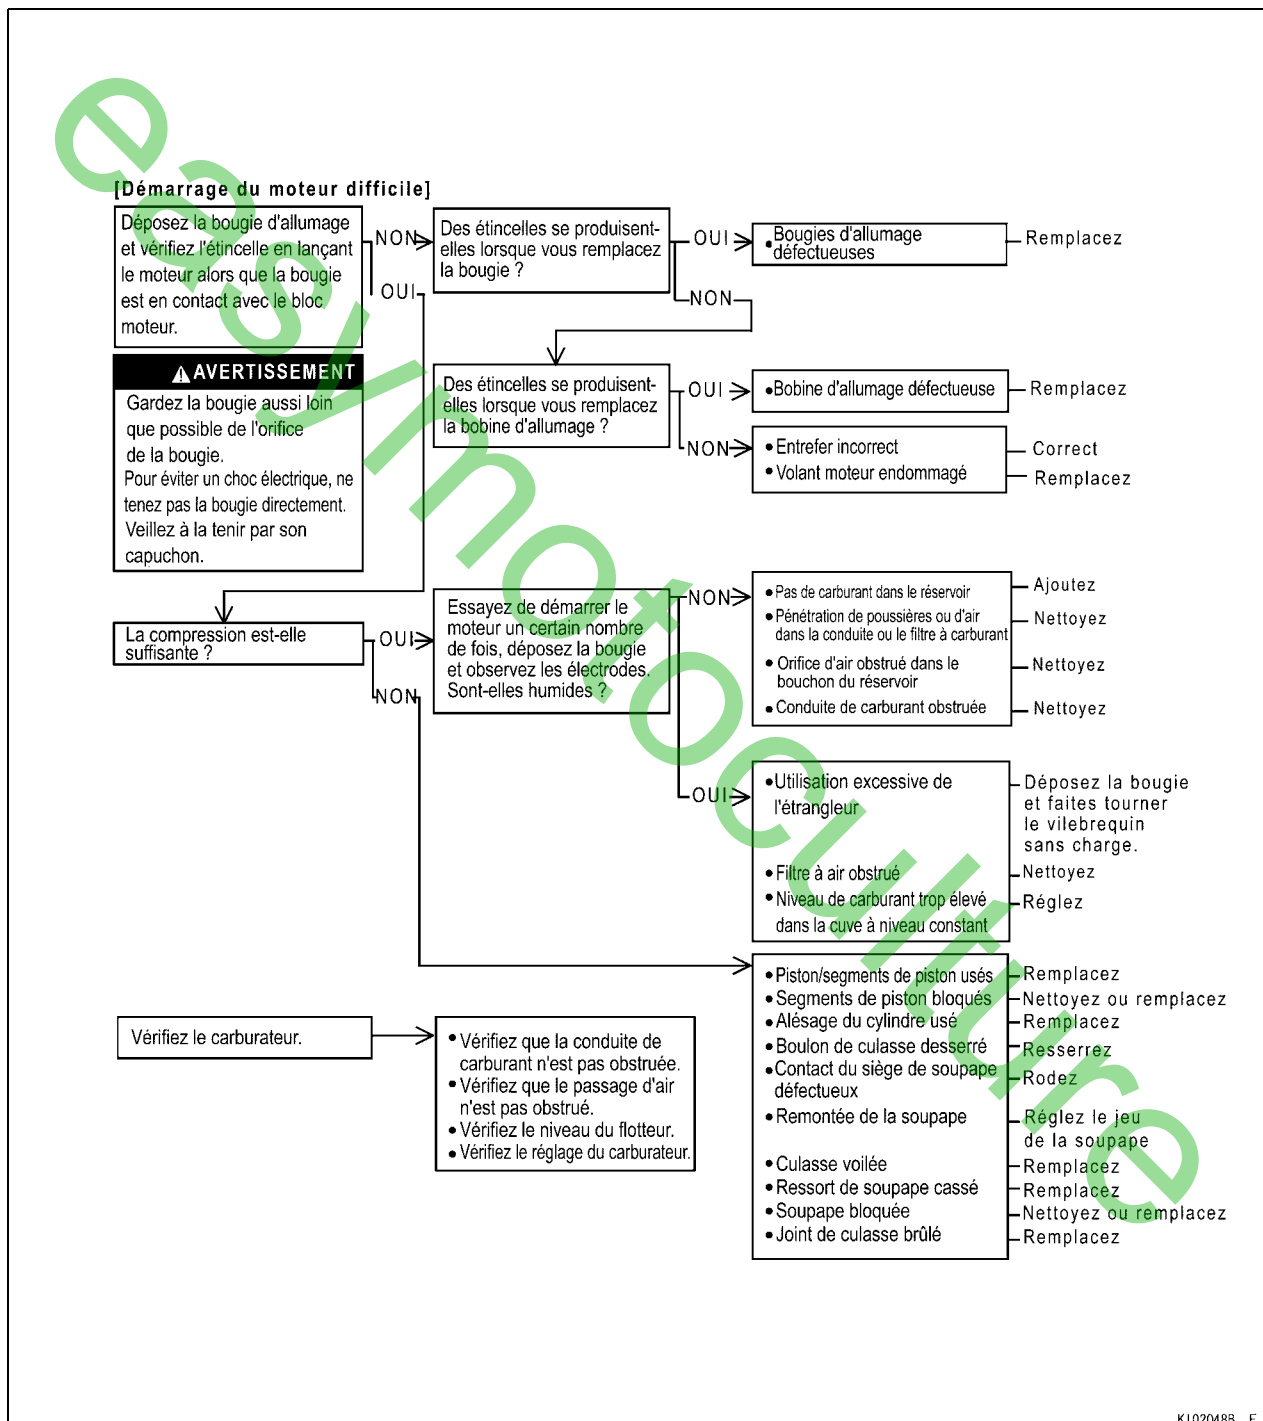 [Démarrage du moteur difficile]
Déposez la bougie d'allumage
et vérifiez l'étincelle en lançant
le moteur alors que la bougie
est en contact avec le bloc
moteur.
NON
OUI
Des étincelles se produisent-
elles lorsque vous remplacez
la bougie ?
OUI
NON
•Bougies d'allumage
défectueuses
Remplacez
⚠ AVERTISSEMENT
Gardez la bougie aussi loin
que possible de l'orifice
de la bougie.
Pour éviter un choc électrique, ne
tenez pas la bougie directement.
Veillez à la tenir par son
capuchon.
Des étincelles se produisent-
elles lorsque vous remplacez
la bobine d'allumage ?
OUI
NON
•Bobine d'allumage défectueuse
Remplacez
• Entrefer incorrect
Correct
• Volant moteur endommagé
Remplacez
La compression est-elle
suffisante ?
OUI
NON
Essayez de démarrer le
moteur un certain nombre
de fois, déposez la bougie
et observez les électrodes.
Sont-elles humides ?
NON
OUI
• Pas de carburant dans le réservoir
Ajoutez
• Pénétration de poussières ou d'air
dans la conduite ou le filtre à carburant
Nettoyez
• Orifice d'air obstrué dans le
bouchon du réservoir
Nettoyez
• Conduite de carburant obstruée
Nettoyez
•Utilisation excessive de
l'étrangleur
Déposez la bougie
et faites tourner
le vilebrequin
sans charge.
• Filtre à air obstrué
Nettoyez
• Niveau de carburant trop élevé
dans la cuve à niveau constant
Réglez
•Piston/segments de piston usés
Remplacez
•Segments de piston bloqués
Nettoyez ou remplacez
•Alésage du cylindre usé
Remplacez
•Boulon de culasse desserré
Resserrez
•Contact du siège de soupape
défectueux
Rodez
•Remontée de la soupape
Réglez le jeu
de la soupape
•Culasse voilée
Remplacez
•Ressort de soupape cassé
Remplacez
•Soupape bloquée
Nettoyez ou remplacez
•Joint de culasse brûlé
Remplacez
Vérifiez le carburateur.
• Vérifiez que la conduite de
carburant n'est pas obstruée.
•Vérifiez que le passage d'air
n'est pas obstrué.
•Vérifiez le niveau du flotteur.
•Vérifiez le réglage du carburateur.
easymotoculture